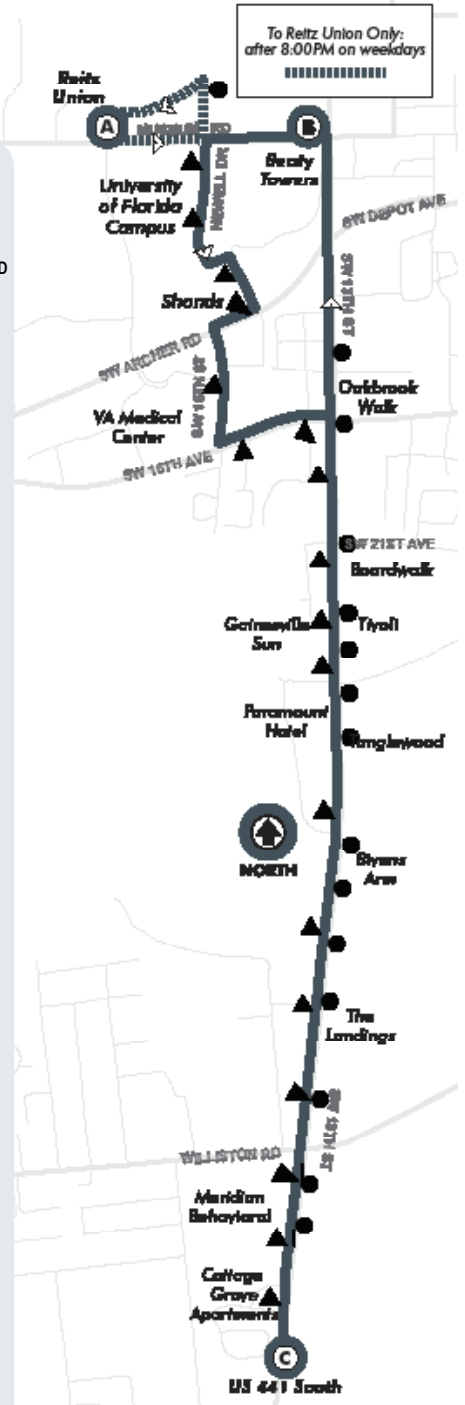 To Reitz Union Only:
after 8:00PM on weekdays
Reitz
Union
A
B
RD
Beaty
Towers
NEWELL DR
University
of Florida
Campus
SW DEPOT AVE
D
SW 13TH ST
Shands
SW ARCHER RD
SW 16TH ST
Oakbrook
Walk
VA Medical
Center
SW 16TH AVE
SW 21ST AVE
Boardwalk
Gainesville
Sun
Tivoli
Paramount
Hotel
Tanglewood
NORTH
Bivens
Arm
The
Landings
SW 13TH ST
WILLISTON RD
Meridian
Behavioral
Cottage
Grove
Apartments
C
US 441 South